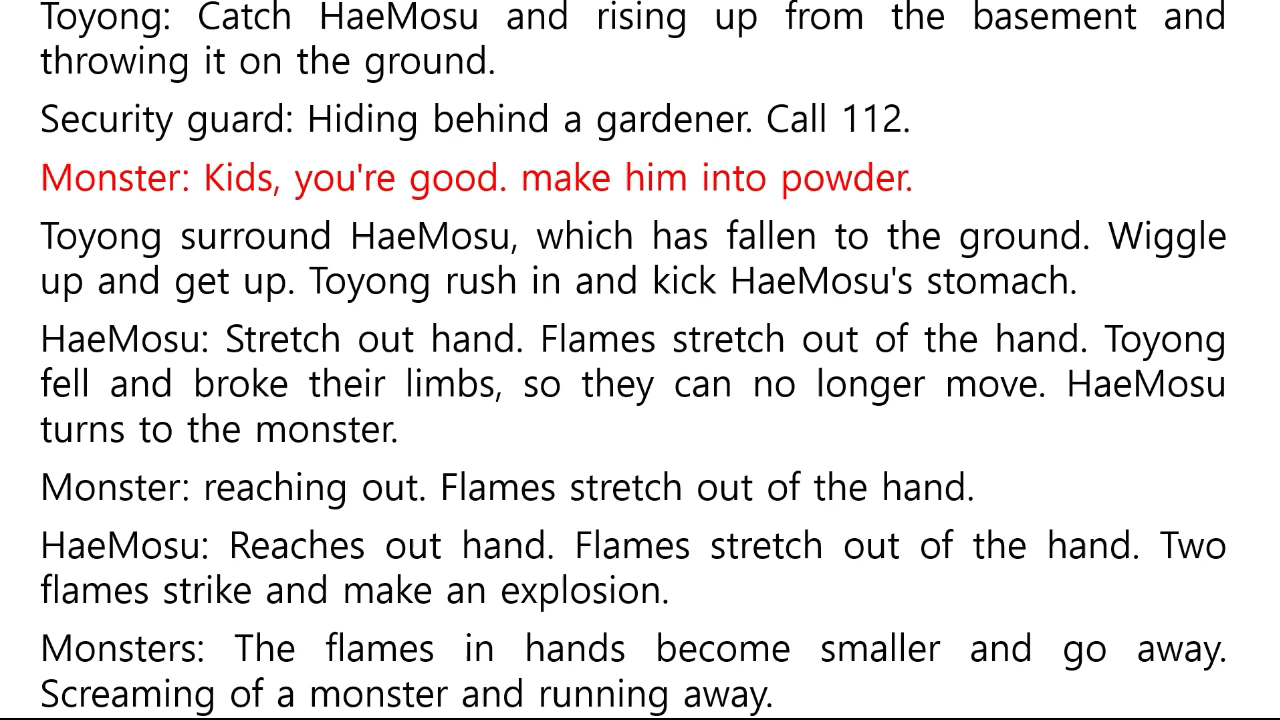 Toyong: Catch HaeMosu and rising up from the basement and
throwing it on the ground.
Security guard: Hiding behind a gardener. Call 112.
Monster: Kids, you're good. make him into powder.
Toyong surround HaeMosu, which has fallen to the ground. Wiggle
up and get up. Toyong rush in and kick HaeMosu's stomach.
HaeMosu: Stretch out hand. Flames stretch out of the hand. Toyong
fell and broke their limbs, so they can no longer move. HaeMosu
turns to the monster.
Monster: reaching out. Flames stretch out of the hand.
HaeMosu: Reaches out hand. Flames stretch out of the hand. Two
flames strike and make an explosion.
Monsters: The flames in hands become smaller and go away.
Screaming of a monster and running away.